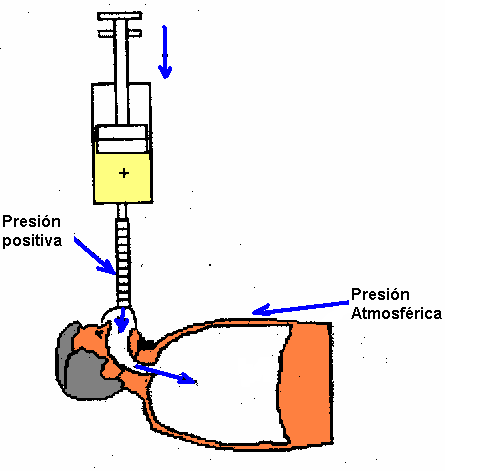 +
Presión
positiva
Presión
Atmosférica